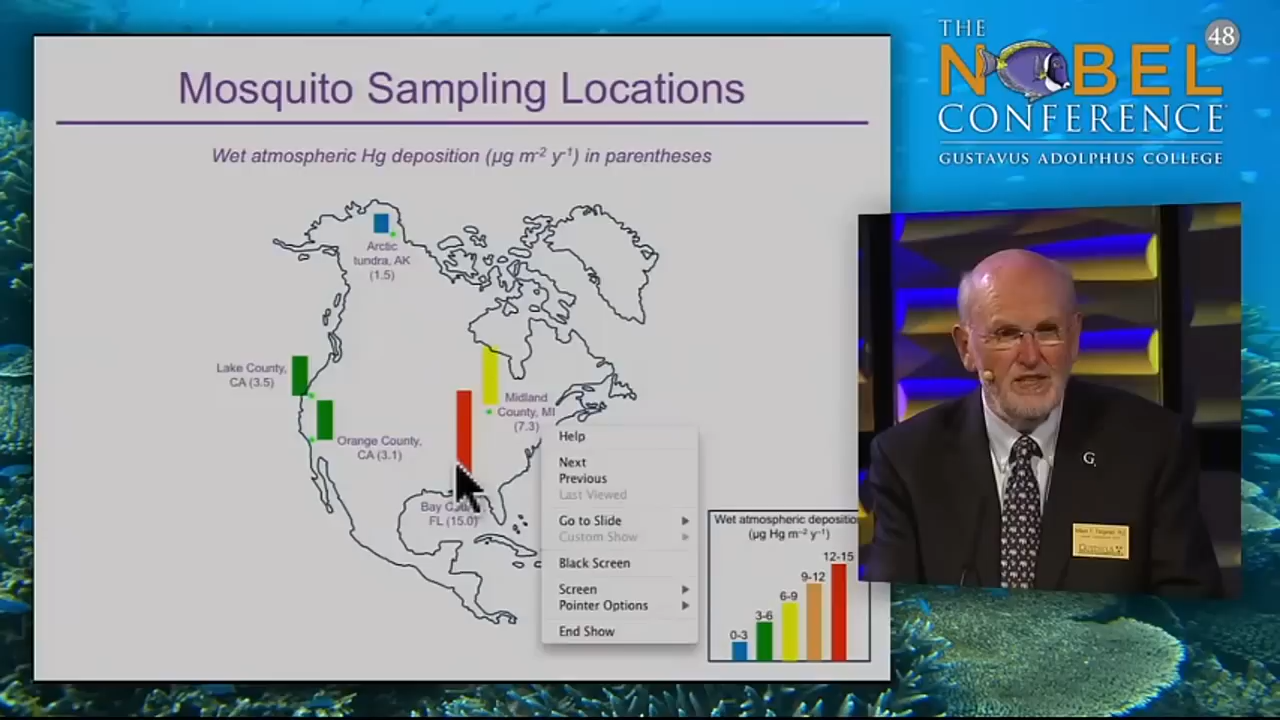 Mosquito Sampling Locations
Wet atmospheric Hg deposition (µg m⁻² y⁻¹) in parentheses
Arctic
tundra, AK
(1.5)
Lake County,
CA (3.5)
Orange County,
CA (3.1)
Midland
County, MI
(7.3)
Bay
FL (15.0)
Help
Next
Previous
Last Viewed
Go to Slide
Custom Show
Black Screen
Screen
Pointer Options
End Show
Wet atmospheric
(µg Hg m⁻² y⁻¹)
12-15
9-12
6-9
3-6
0-3
THE
NOBEL
48
CONFERENCE
GUSTAVUS ADOLPHUS COLLEGE
G